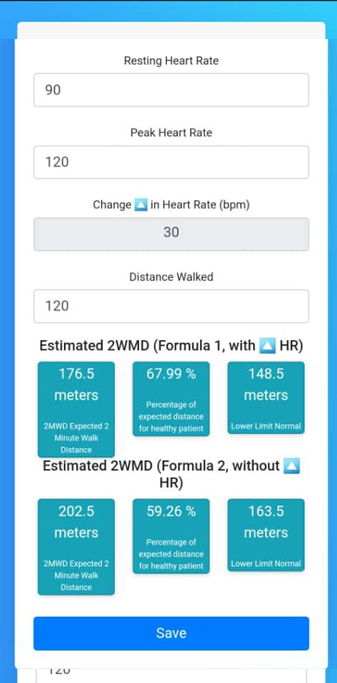 Resting Heart Rate
90
Peak Heart Rate
120
Change 🔼 in Heart Rate (bpm)
30
Distance Walked
120
Estimated 2WMD (Formula 1, with 🔼 HR)
176.5
meters
2MWD Expected 2
Minute Walk
Distance
67.99 %
Percentage of
expected distance
for healthy patient
148.5
meters
Lower Limit Normal
Estimated 2WMD (Formula 2, without 🔼
HR)
202.5
meters
2MWD Expected 2
Minute Walk
Distance
59.26 %
Percentage of
expected distance
for healthy patient
163.5
meters
Lower Limit Normal
Save
120